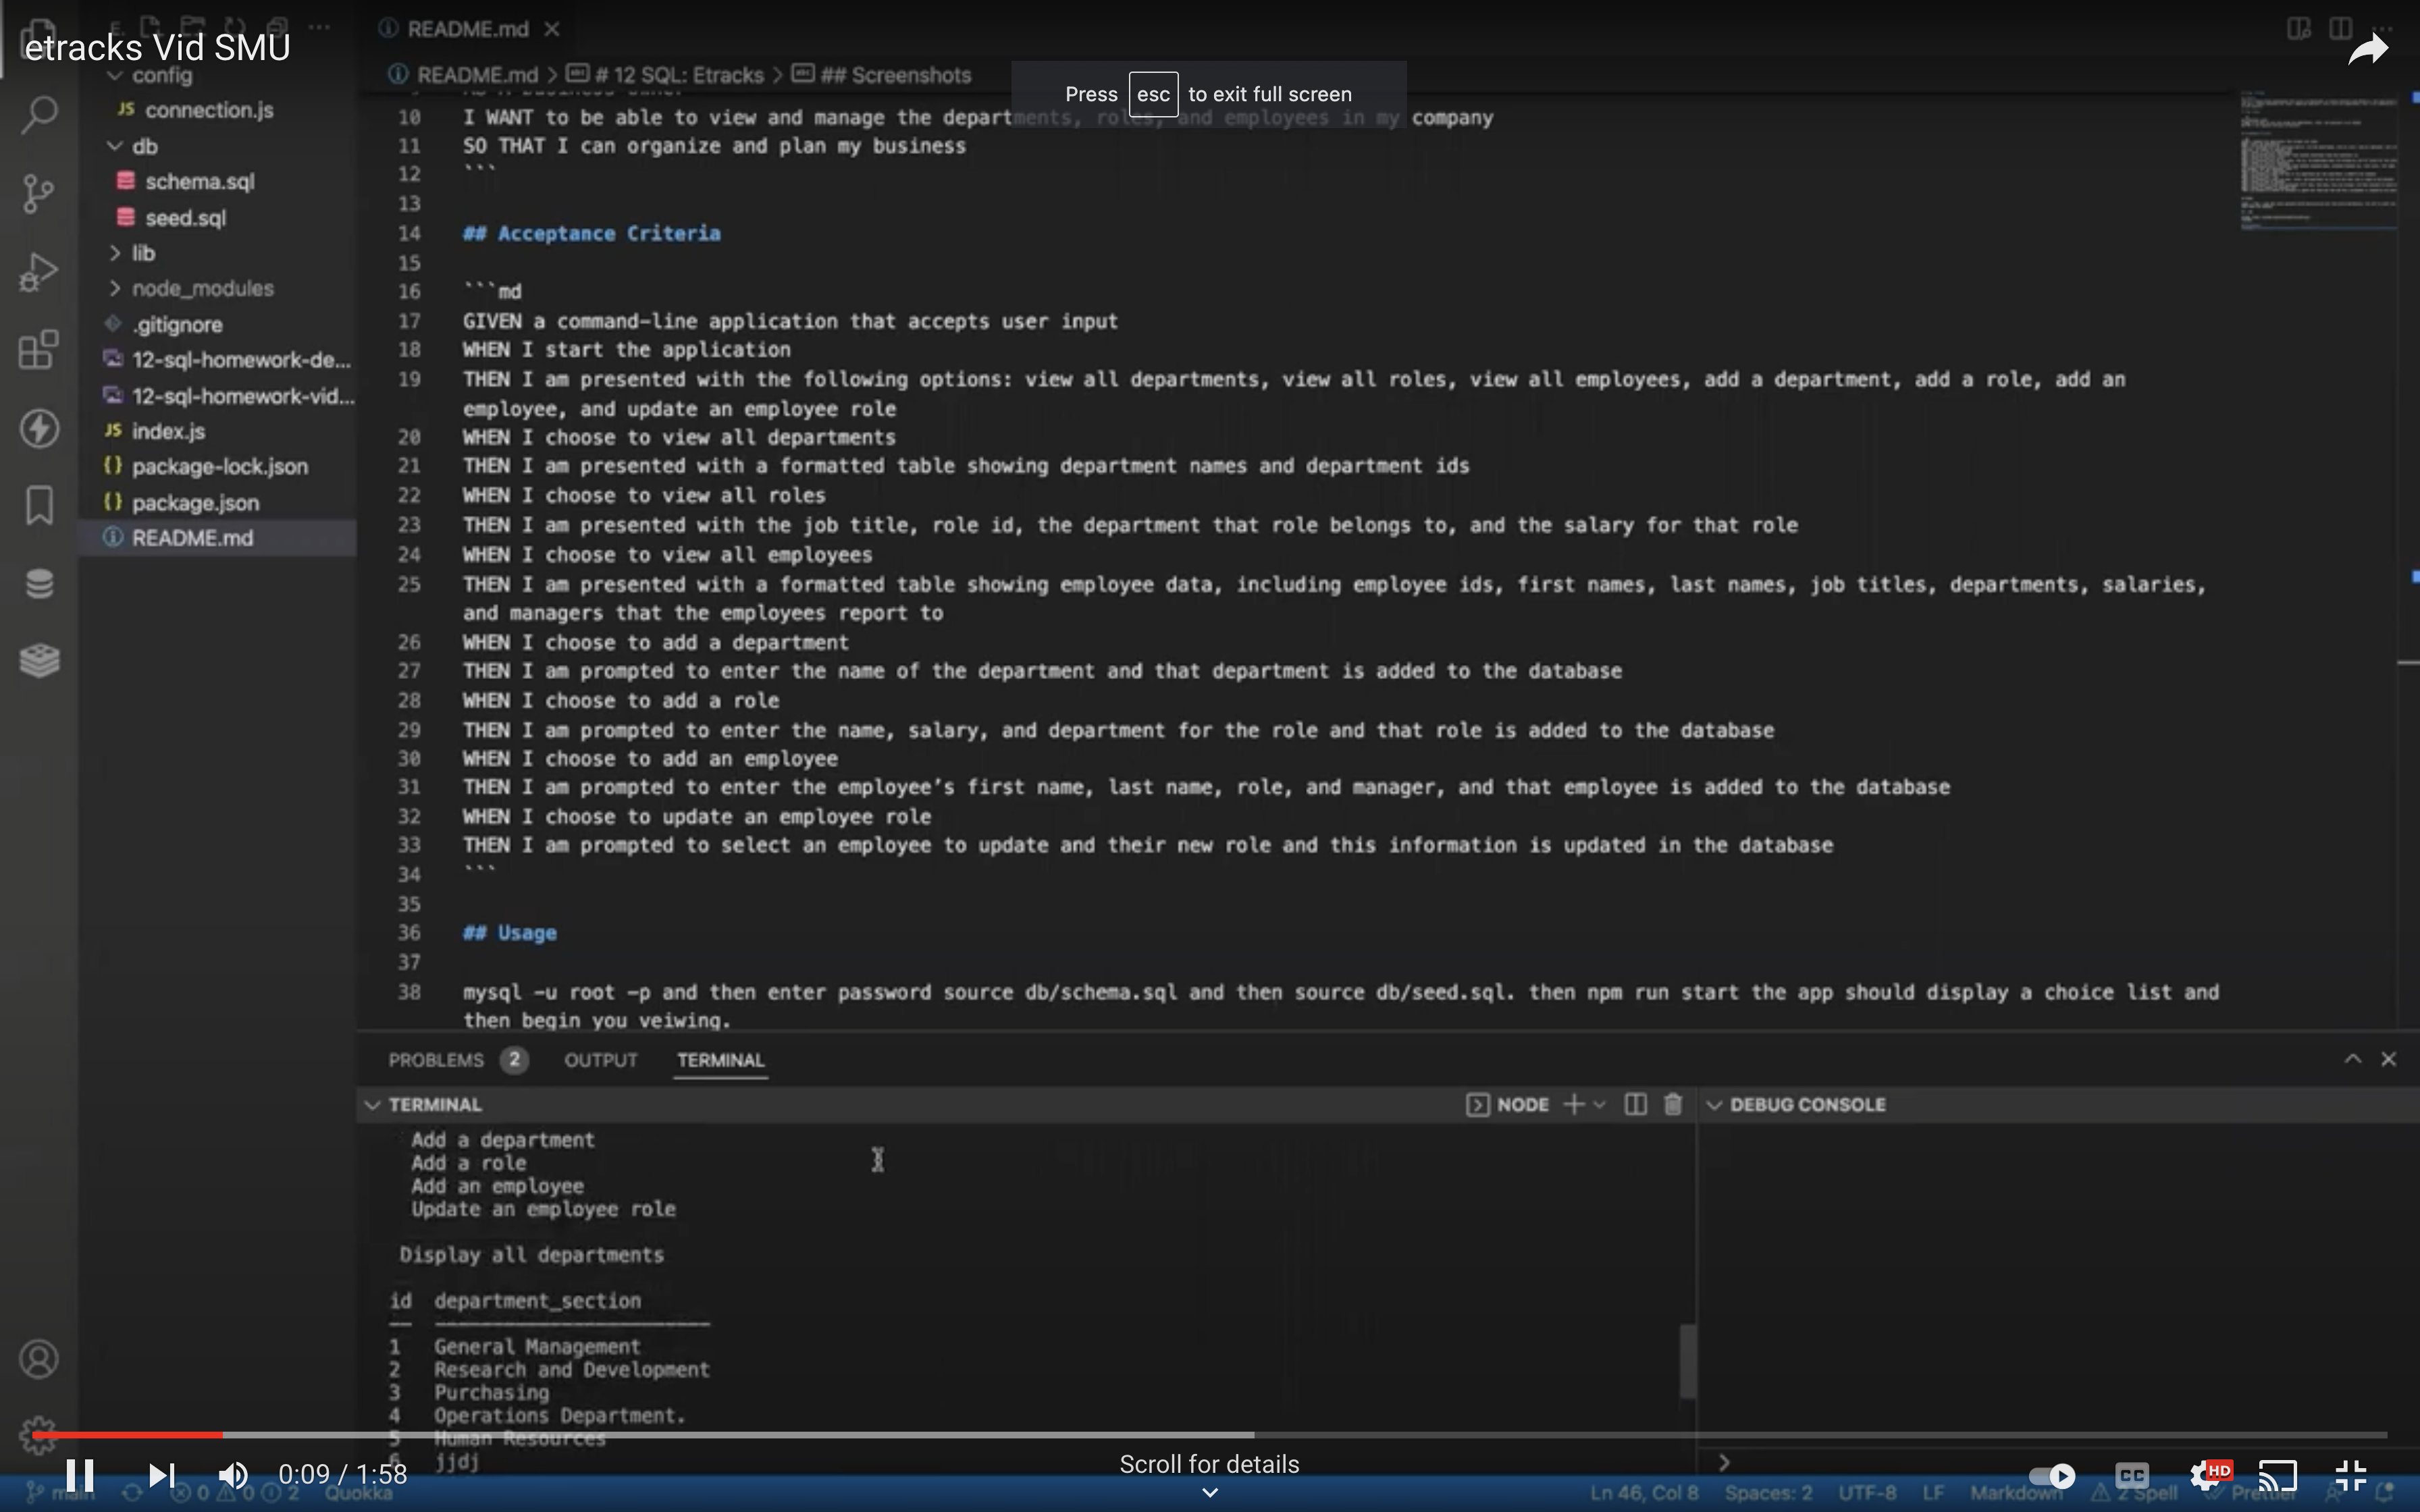 etracks Vid SMU
Press esc to exit full screen
README.md
README.md > # 12 SQL: Etracks > ## Screenshots
config
connection.js
db
schema.sql
seed.sql
lib
node_modules
.gitignore
12-sql-homework-de...
12-sql-homework-vid...
index.js
package-lock.json
package.json
README.md
10 I WANT to be able to view and manage the departments, roles, and employees in my company
11 SO THAT I can organize and plan my business
12 ```
13
14 ## Acceptance Criteria
15
16 ```md
17 GIVEN a command-line application that accepts user input
18 WHEN I start the application
19 THEN I am presented with the following options: view all departments, view all roles, view all employees, add a department, add a role, add an
employee, and update an employee role
20 WHEN I choose to view all departments
21 THEN I am presented with a formatted table showing department names and department ids
22 WHEN I choose to view all roles
23 THEN I am presented with the job title, role id, the department that role belongs to, and the salary for that role
24 WHEN I choose to view all employees
25 THEN I am presented with a formatted table showing employee data, including employee ids, first names, last names, job titles, departments, salaries,
and managers that the employees report to
26 WHEN I choose to add a department
27 THEN I am prompted to enter the name of the department and that department is added to the database
28 WHEN I choose to add a role
29 THEN I am prompted to enter the name, salary, and department for the role and that role is added to the database
30 WHEN I choose to add an employee
31 THEN I am prompted to enter the employee’s first name, last name, role, and manager, and that employee is added to the database
32 WHEN I choose to update an employee role
33 THEN I am prompted to select an employee to update and their new role and this information is updated in the database
34 ```
35
36 ## Usage
37
38 mysql -u root -p and then enter password source db/schema.sql and then source db/seed.sql. then npm run start the app should display a choice list and
then begin you veiwing.
PROBLEMS 2 OUTPUT TERMINAL
TERMINAL NODE DEBUG CONSOLE
Add a department
Add a role
Add an employee
Update an employee role
Display all departments
id department_section
1 General Management
2 Research and Development
3 Purchasing
4 Operations Department.
5 Human Resources
6 jjdj
0:09 / 1:58
Scroll for details
CC HD
main 0 0 2 Quokka
Ln 46, Col 8 Spaces: 2 UTF-8 LF Markdown 2 Spell Prettier